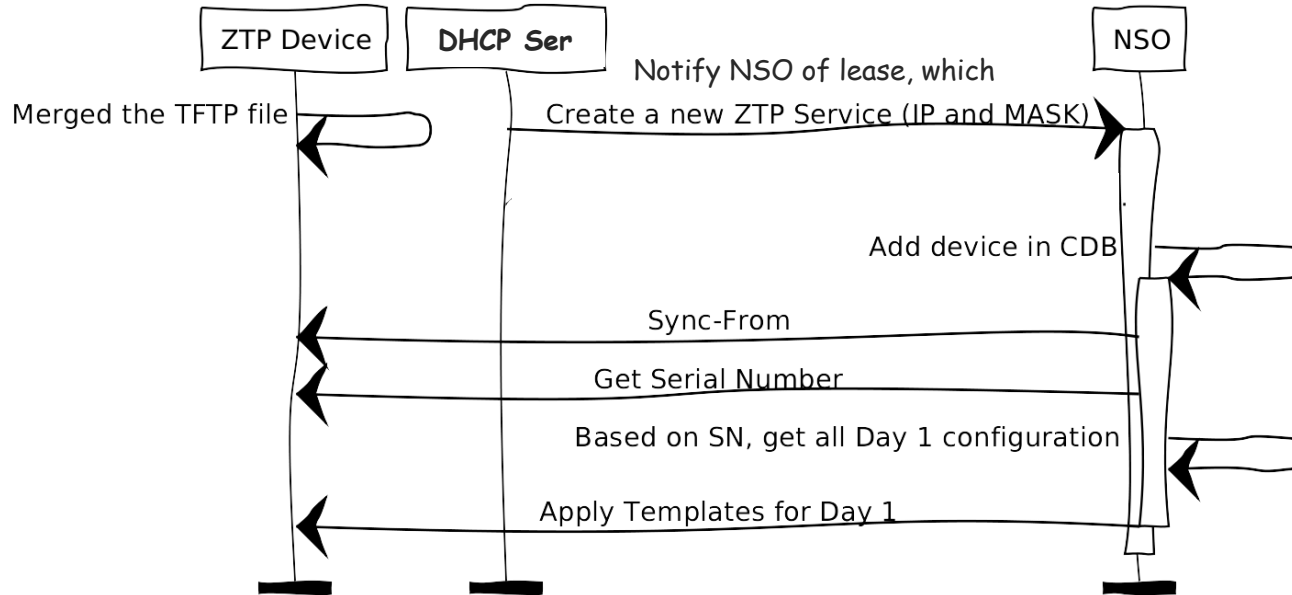 ZTP Device
DHCP Ser
NSO
Notify NSO of lease, which
Merged the TFTP file
Create a new ZTP Service (IP and MASK)
Add device in CDB
Sync-From
Get Serial Number
Based on SN, get all Day 1 configuration
Apply Templates for Day 1